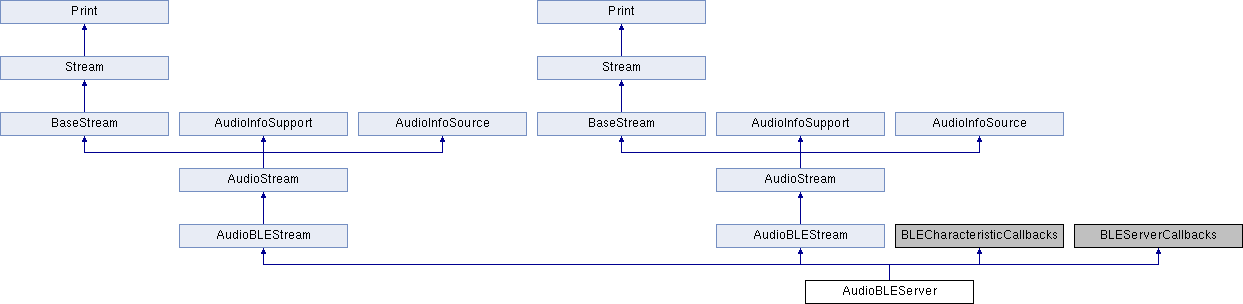 Print
Print
Stream
Stream
BaseStream
AudioInfoSupport
AudioInfoSource
BaseStream
AudioInfoSupport
AudioInfoSource
AudioStream
AudioStream
AudioBLEStream
AudioBLEStream
BLECharacteristicCallbacks
BLEServerCallbacks
AudioBLEServer